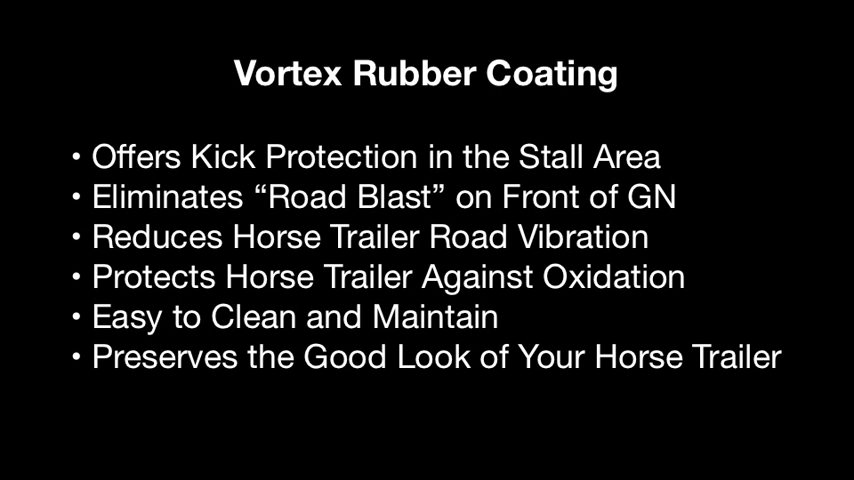 Vortex Rubber Coating
• Offers Kick Protection in the Stall Area
• Eliminates “Road Blast” on Front of GN
• Reduces Horse Trailer Road Vibration
• Protects Horse Trailer Against Oxidation
• Easy to Clean and Maintain
• Preserves the Good Look of Your Horse Trailer